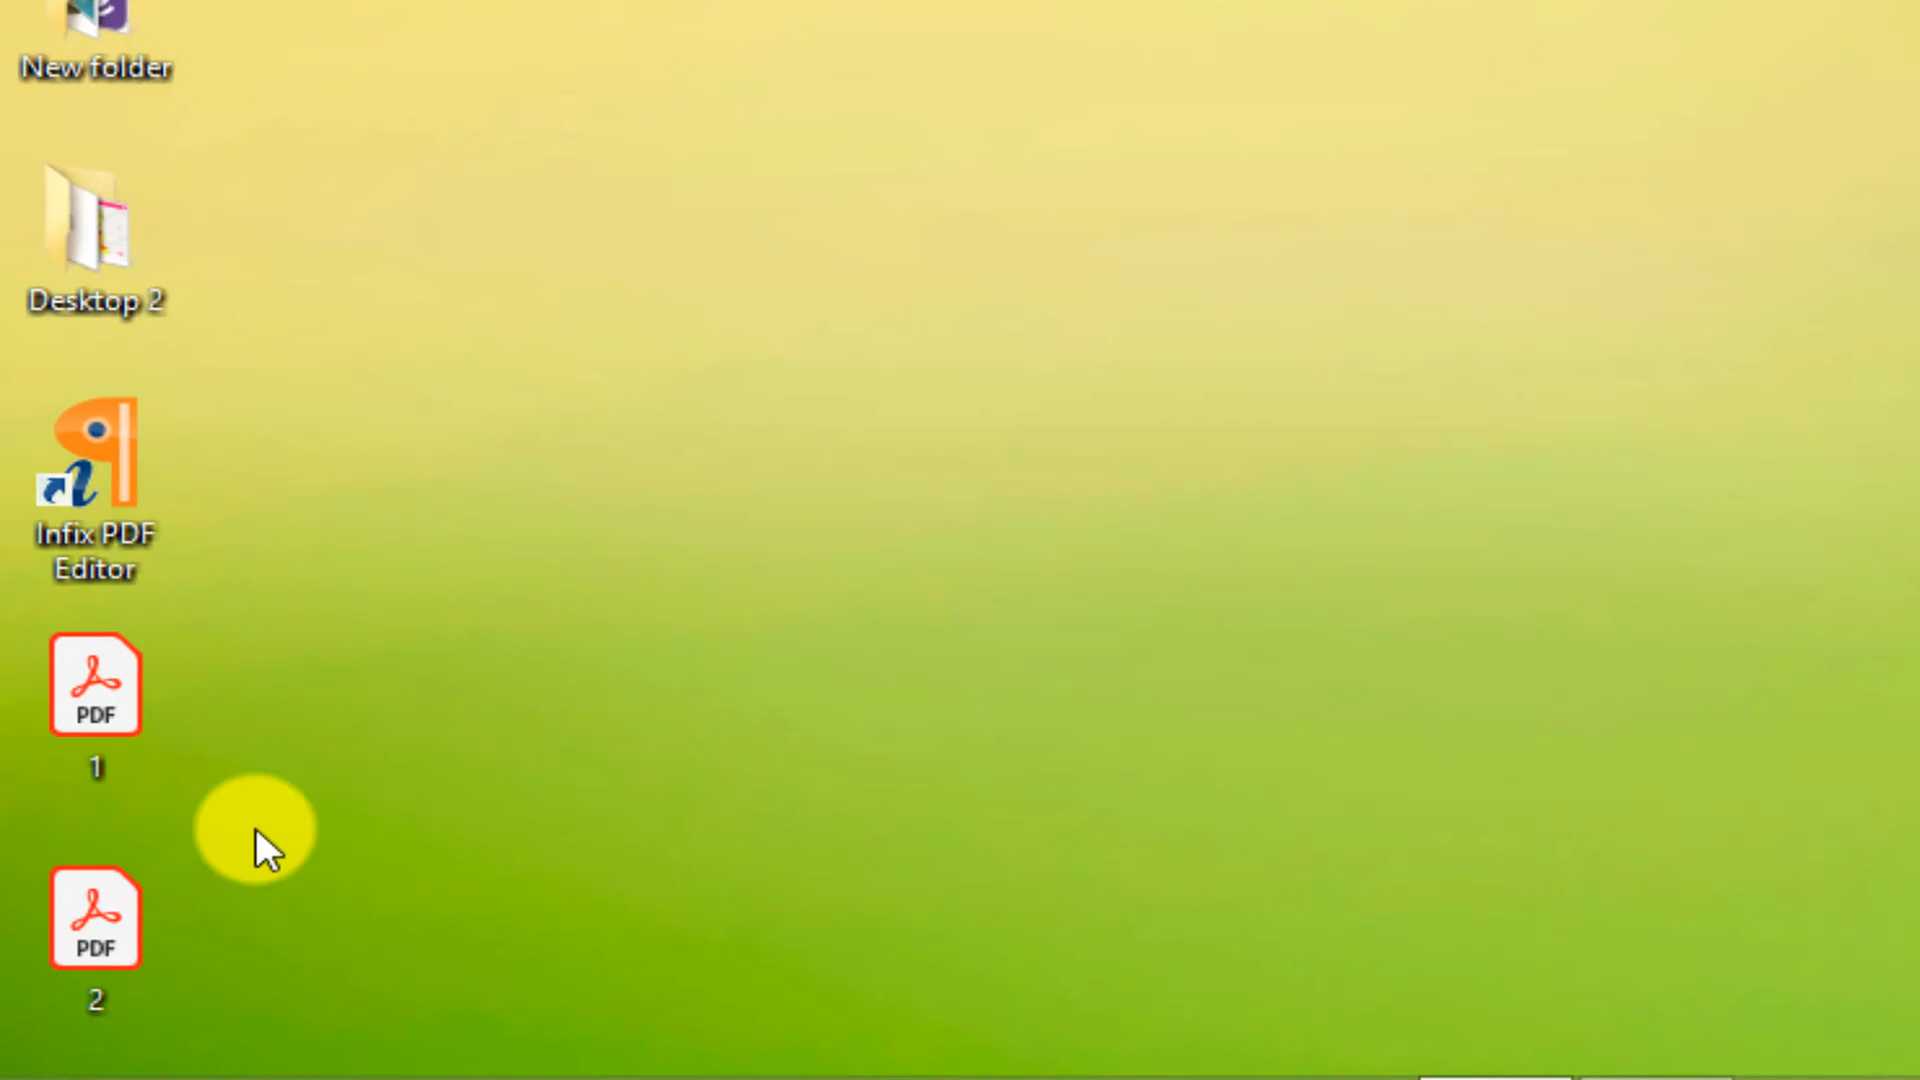 New folder
Desktop 2
Infix PDF
Editor
PDF
1
PDF
2